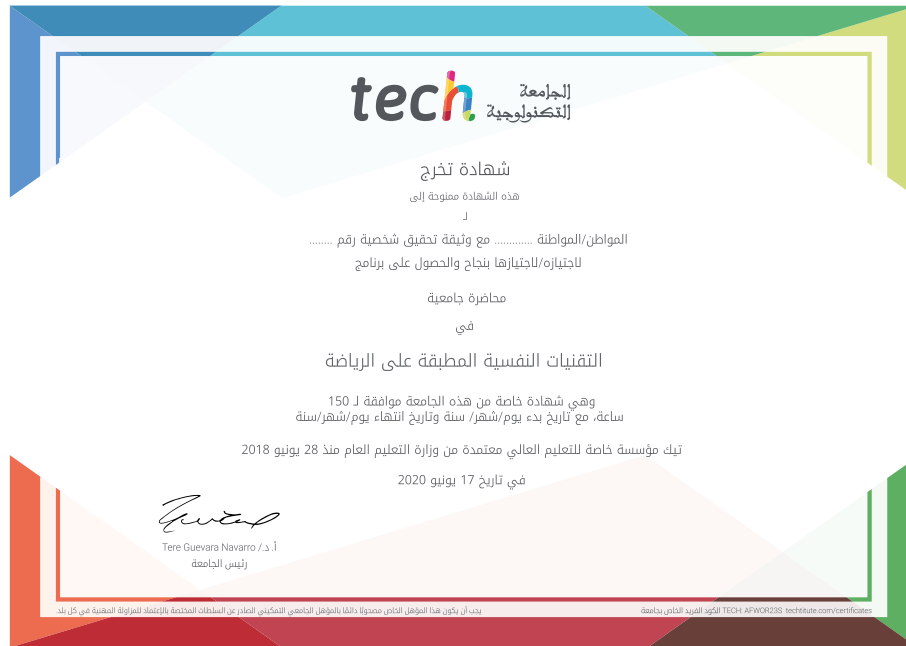 tech الجامعة
التكنولوجية
شهادة تخرج
هذه الشهادة ممنوحة إلى
لـ
المواطن/المواطنة ............. مع وثيقة تحقيق شخصية رقم ........
لاجتيازه/لاجتيازها بنجاح والحصول على برنامج
محاضرة جامعية
في
التقنيات النفسية المطبقة على الرياضة
وهي شهادة خاصة من هذه الجامعة موافقة لـ 150
ساعة، مع تاريخ بدء يوم/شهر/ سنة وتاريخ انتهاء يوم/شهر/سنة
تيك مؤسسة خاصة للتعليم العالي معتمدة من وزارة التعليم العام منذ 28 يونيو 2018
في تاريخ 17 يونيو 2020
أ. د./ Tere Guevara Navarro
رئيس الجامعة
يجب أن يكون هذا المؤهل الخاص مصحوبًا دائمًا بالمؤهل الجامعي التمكيني الصادر عن السلطات المختصة بالإعتماد للمزاولة المهنية في كل بلد.
الكود الفريد الخاص بجامعة TECH: AFWOR23S techtitute.com/certificates